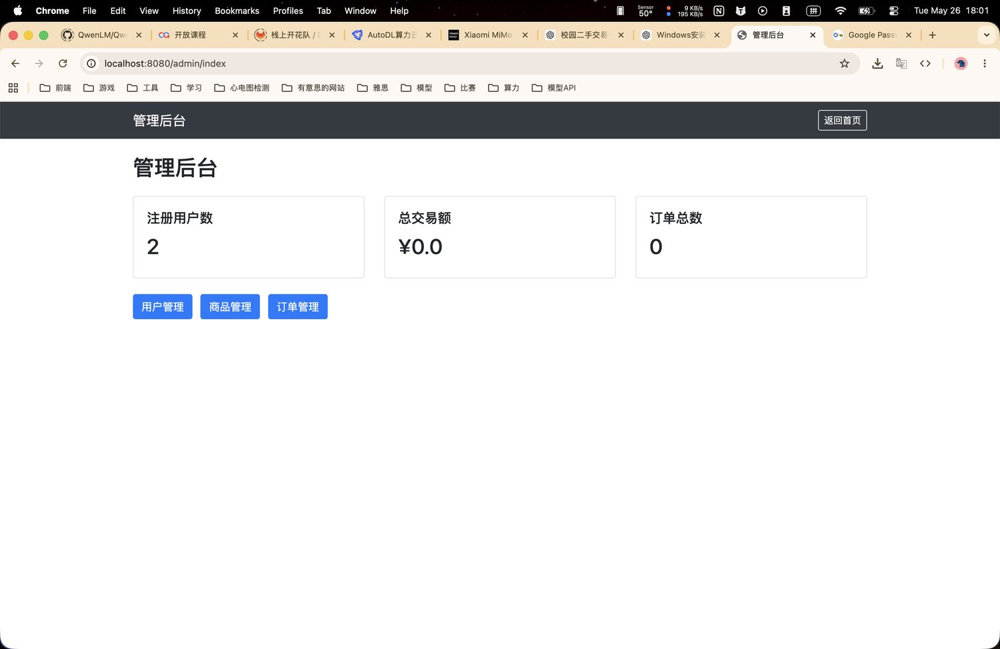 Chrome File Edit View History Bookmarks Profiles Tab Window Help Sensor 50° 9 KB/s 195 KB/s N 拼 Tue May 26 18:01
QwenLM/Qw 开放课程 栈上开花队 / AutoDL算力云 Xiaomi MiMo 校园二手交易 Windows安装 管理后台 Google Pass
localhost:8080/admin/index
前端 游戏 工具 学习 心电图检测 有意思的网站 雅思 模型 比赛 算力 模型API
管理后台 返回首页
管理后台
注册用户数 总交易额 订单总数
2 ¥0.0 0
用户管理 商品管理 订单管理